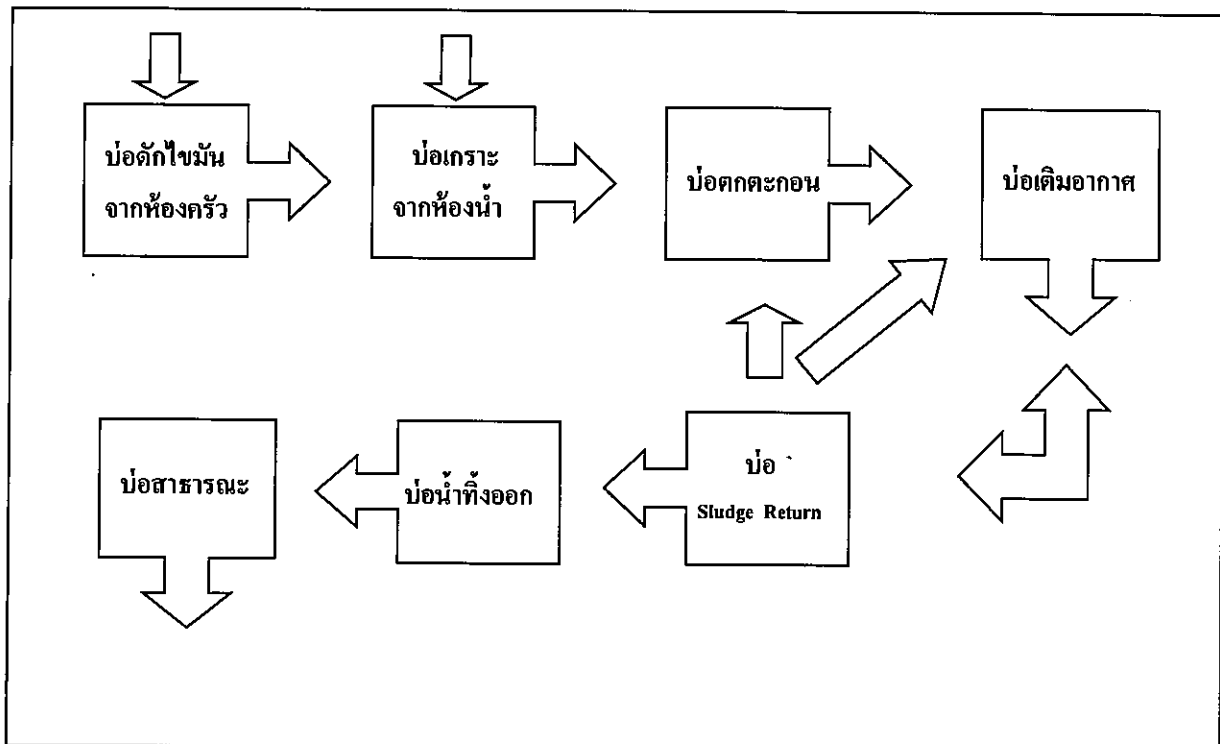 บ่อดักไขมัน
จากห้องครัว
บ่อเกราะ
จากห้องน้ำ
บ่อตกตะกอน
บ่อเติมอากาศ
บ่อสาธารณะ
บ่อน้ำทิ้งออก
บ่อ
Sludge Return